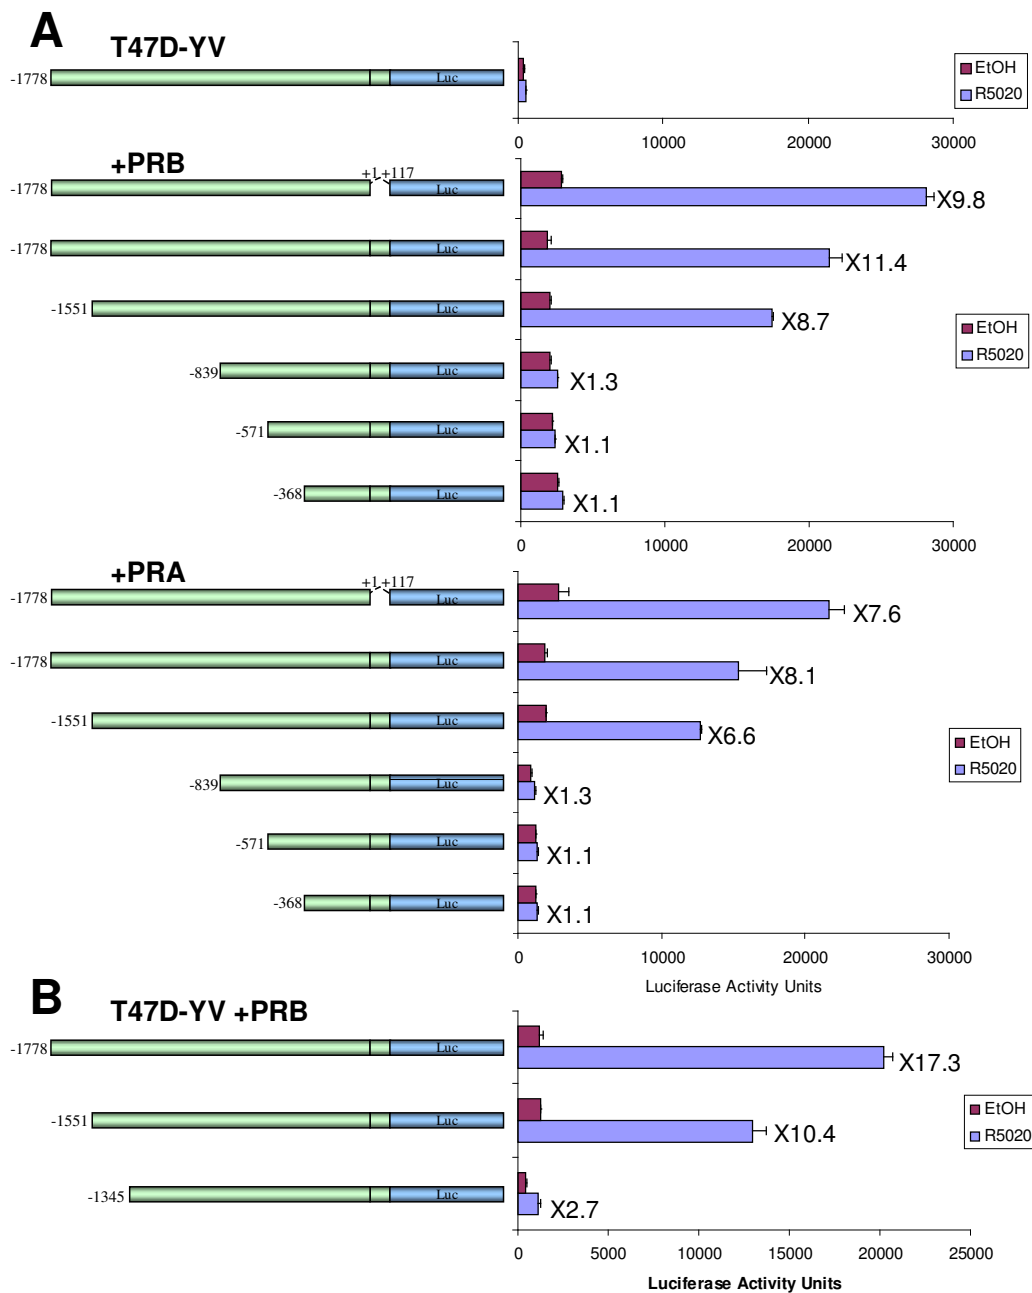 A
T47D-YV
-1778
Luc
EtOH
R5020
0 10000 20000 30000
+PRB
+1 +117
-1778
Luc
X9.8
-1778
Luc
X11.4
-1551
Luc
X8.7
EtOH
R5020
-839
Luc
X1.3
-571
Luc
X1.1
-368
Luc
X1.1
0 10000 20000 30000
+PRA
+1 +117
-1778
Luc
X7.6
-1778
Luc
X8.1
-1551
Luc
X6.6
EtOH
R5020
-839
Luc
X1.3
-571
Luc
X1.1
-368
Luc
X1.1
0 10000 20000 30000
Luciferase Activity Units
B
T47D-YV +PRB
-1778
Luc
X17.3
-1551
Luc
X10.4
EtOH
R5020
-1345
Luc
X2.7
0 5000 10000 15000 20000 25000
Luciferase Activity Units